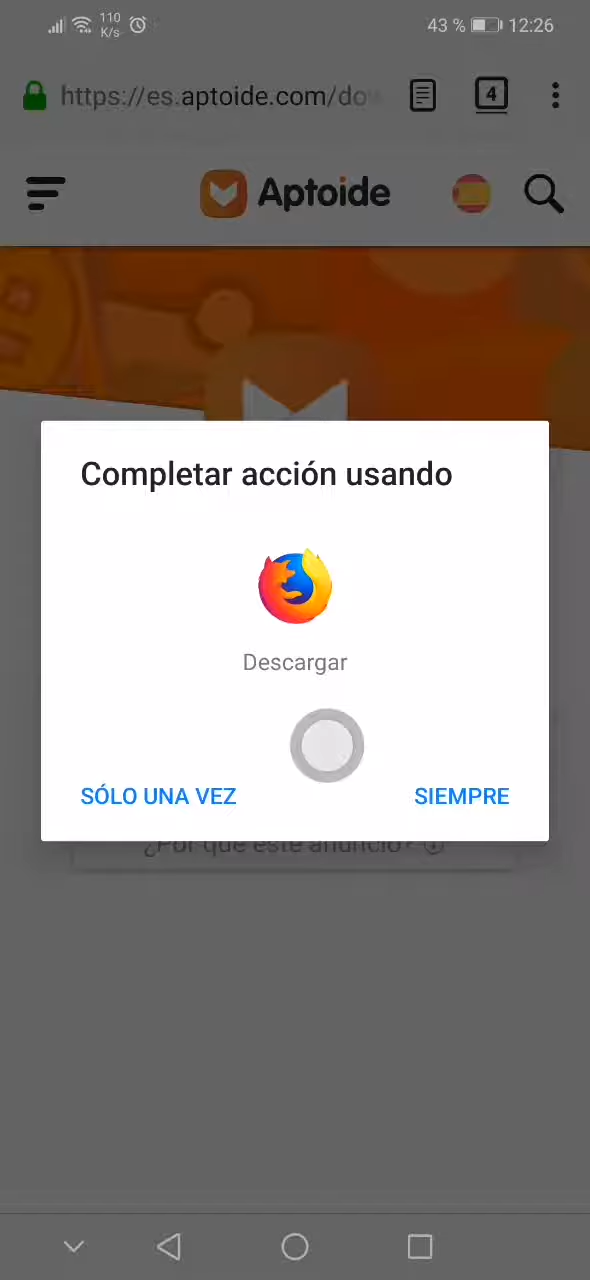 110
K/s
43 %
12:26
https://es.aptoide.com/dow
4
Aptoide
Completar acción usando
Descargar
SÓLO UNA VEZ
SIEMPRE
¿Por qué este anuncio?